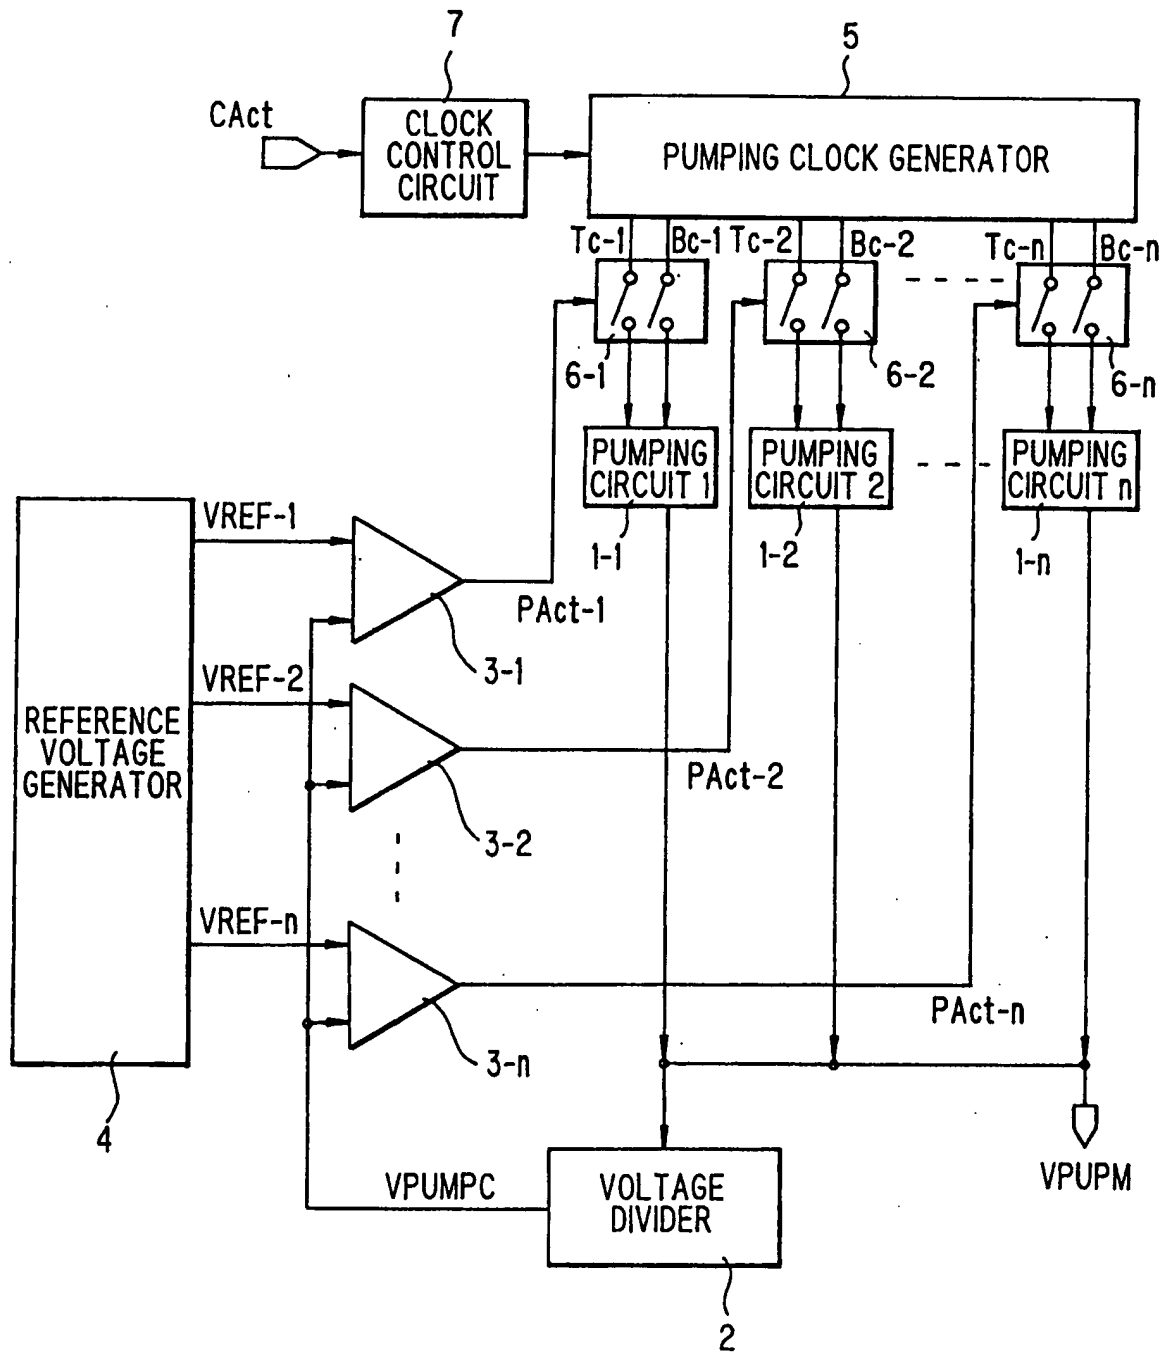 7
5
CAct
CLOCK
CONTROL
CIRCUIT
PUMPING CLOCK GENERATOR
Tc-1
Bc-1
Tc-2
Bc-2
Tc-n
Bc-n
6-1
6-2
6-n
PUMPING
CIRCUIT 1
PUMPING
CIRCUIT 2
PUMPING
CIRCUIT n
1-1
1-2
1-n
VREF-1
PAct-1
3-1
VREF-2
REFERENCE
VOLTAGE
GENERATOR
PAct-2
3-2
VREF-n
PAct-n
3-n
4
VPUMPC
VOLTAGE
DIVIDER
VPUPM
2